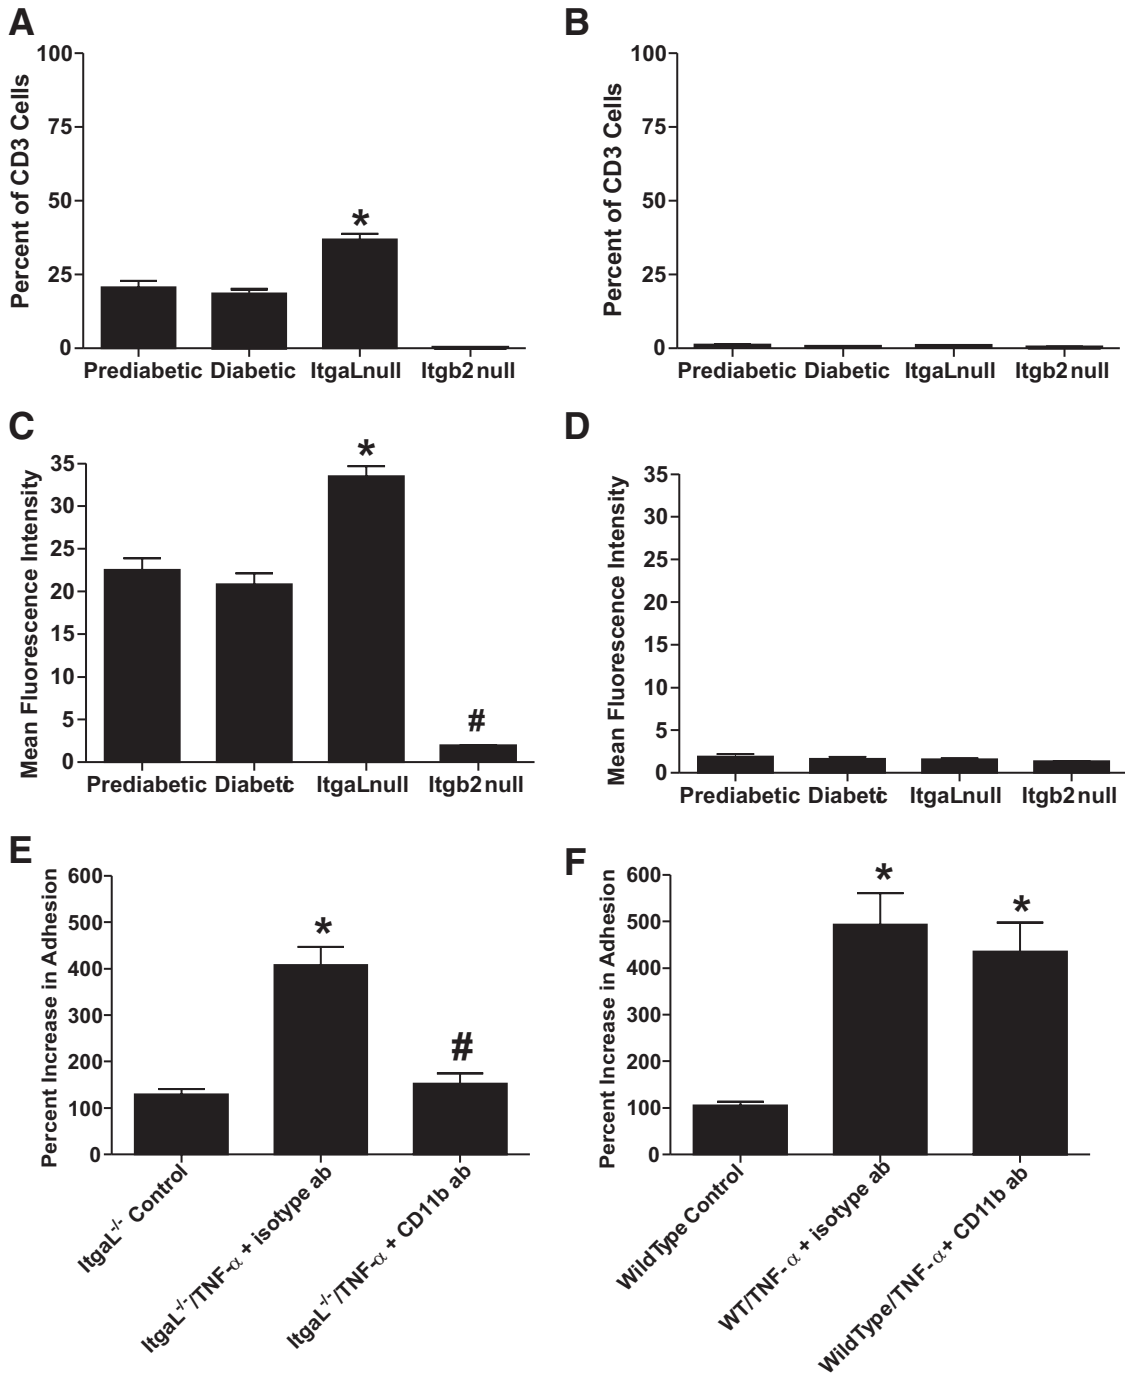 A
Percent of CD3 Cells
100
75
50
25
0
*
Prediabetic Diabetic ItgaLnull Itgb2null
B
Percent of CD3 Cells
100
75
50
25
0
Prediabetic Diabetic ItgaLnull Itgb2null
C
Mean Fluorescence Intensity
35
30
25
20
15
10
5
0
*
#
Prediabetic Diabetic ItgaLnull Itgb2null
D
Mean Fluorescence Intensity
35
30
25
20
15
10
5
0
Prediabetic Diabetic ItgaLnull Itgb2null
E
Percent Increase in Adhesion
600
500
400
300
200
100
0
*
#
ItgaL-/- Control
ItgaL-/-/TNF-α + isotype ab
ItgaL-/-/TNF-α + CD11b ab
F
Percent Increase in Adhesion
600
500
400
300
200
100
0
*
*
WildType Control
WT/TNF- α + isotype ab
WildType/TNF-α + CD11b ab